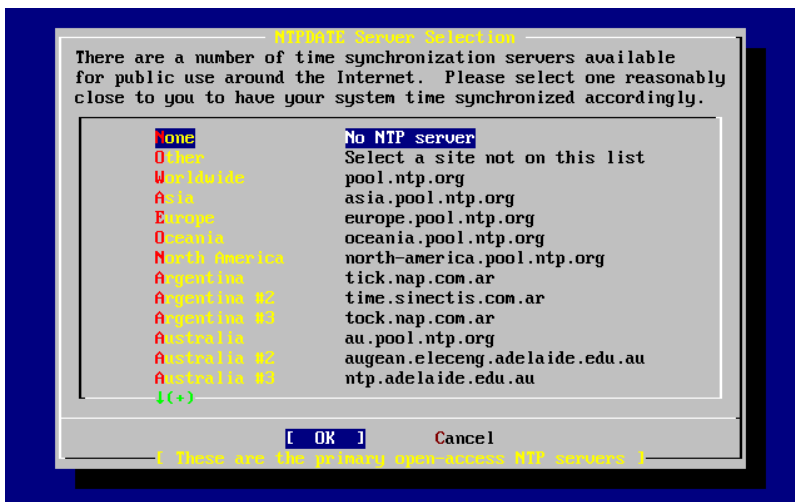 NTPDATE Server Selection
There are a number of time synchronization servers available
for public use around the Internet.  Please select one reasonably
close to you to have your system time synchronized accordingly.
None No NTP server
Other Select a site not on this list
Worldwide pool.ntp.org
Asia asia.pool.ntp.org
Europe europe.pool.ntp.org
Oceania oceania.pool.ntp.org
North America north-america.pool.ntp.org
Argentina tick.nap.com.ar
Argentina #2 time.sinectis.com.ar
Argentina #3 tock.nap.com.ar
Australia au.pool.ntp.org
Australia #2 augean.eleceng.adelaide.edu.au
Australia #3 ntp.adelaide.edu.au
↓(+)
[ OK ] Cancel
[ These are the primary open-access NTP servers ]